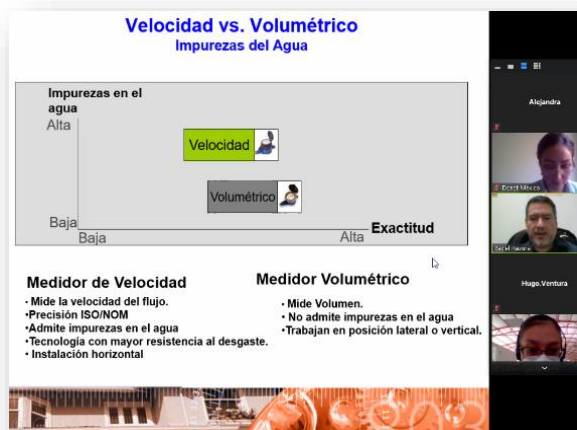 Velocidad vs. Volumétrico
Impurezas del Agua
Impurezas en el
agua
Alta
Velocidad
Volumétrico
Baja
Baja
Alta
Exactitud
Medidor de Velocidad
• Mide la velocidad del flujo.
•Precisión ISO/NOM
•Admite impurezas en el agua
•Tecnología con mayor resistencia al desgaste.
• Instalación horizontal
Medidor Volumétrico
• Mide Volumen.
• No admite impurezas en el agua
•Trabajan en posición lateral o vertical.
Alejandra
Hugo.Ventura